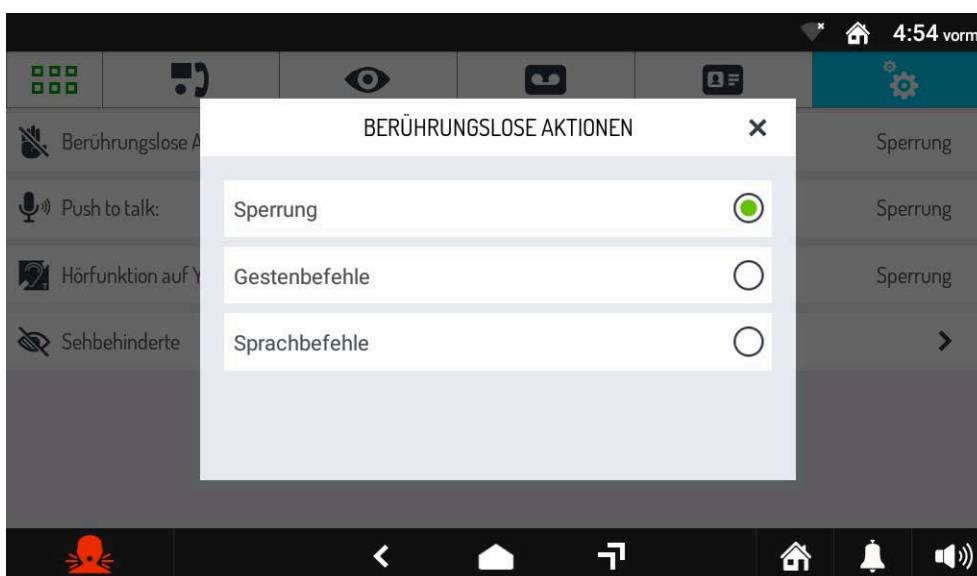 4:54 vorm
BERÜHRUNGSLOSE AKTIONEN
Berührungslose A
Sperrung
Sperrung
Push to talk:
Sperrung
Gestenbefehle
Hörfunktion auf Y
Sperrung
Sprachbefehle
Sehbehinderte